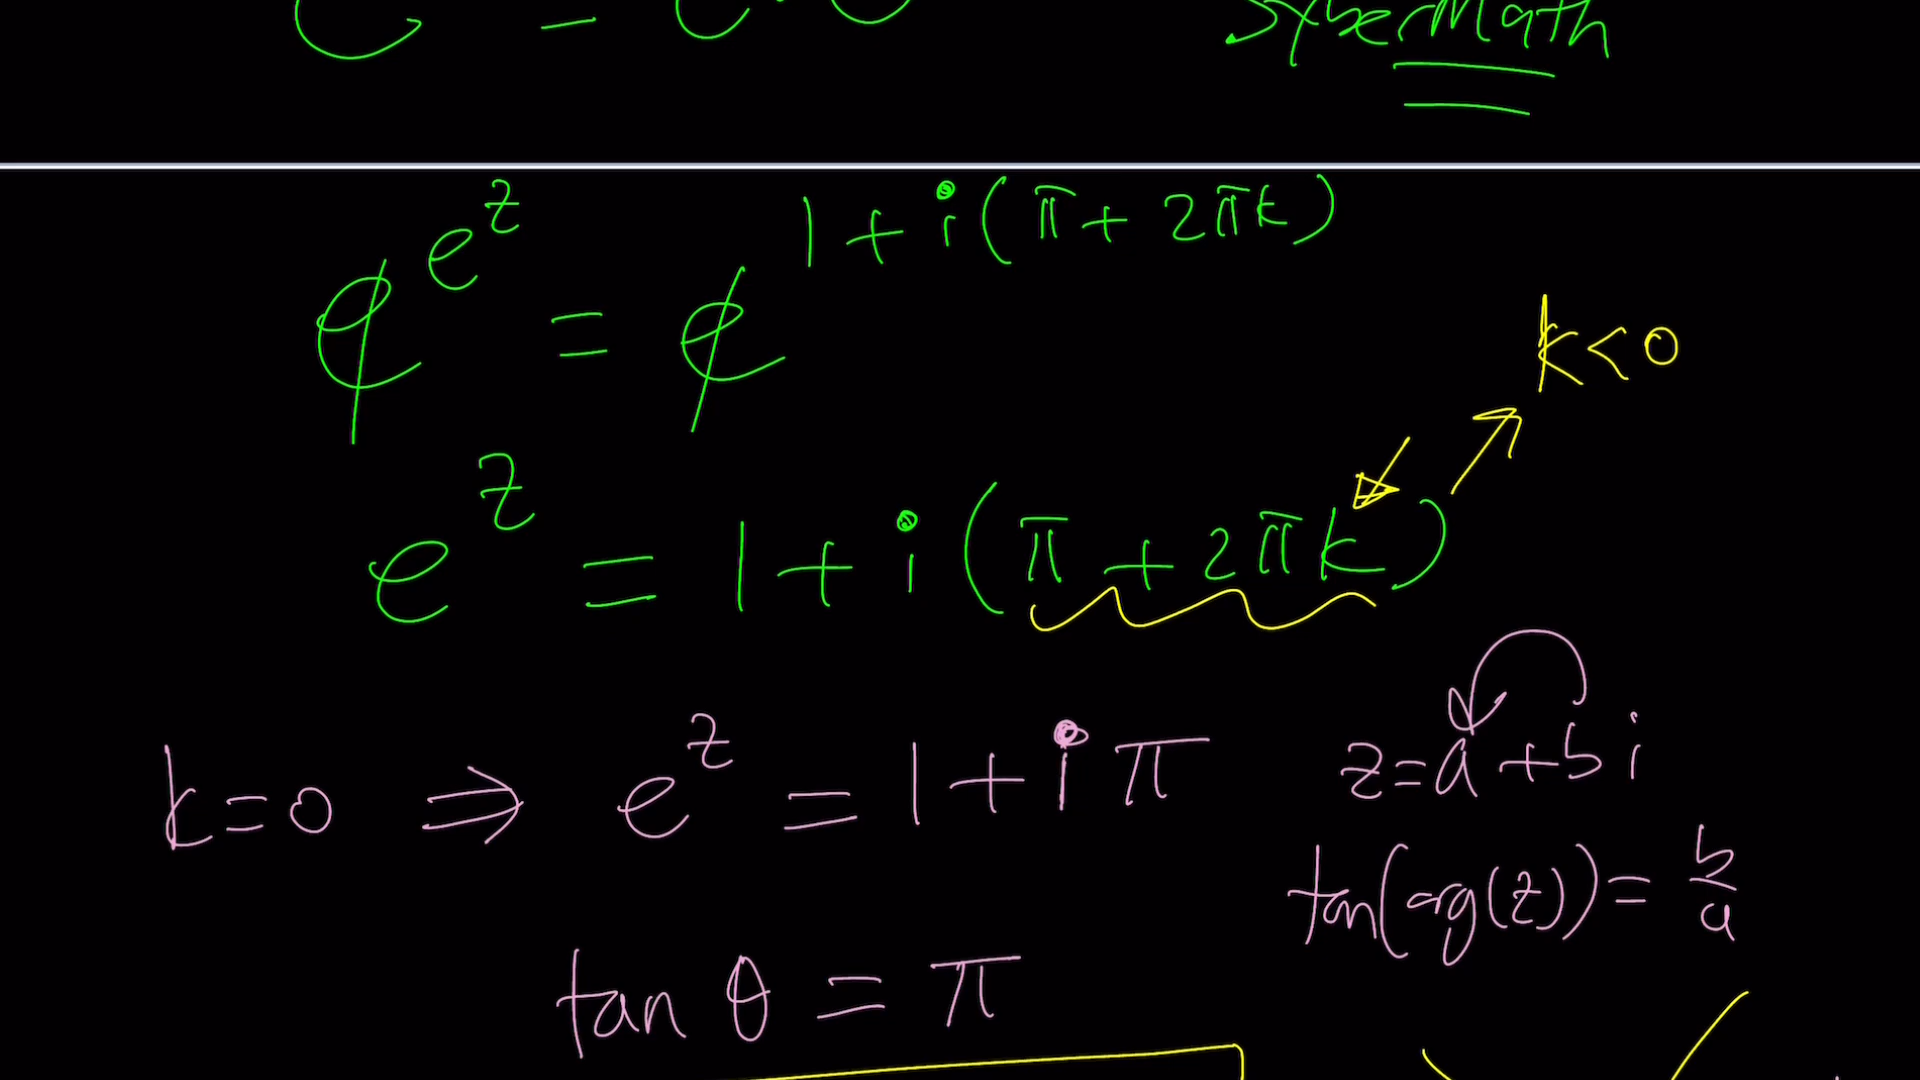 SyberMath
e^{e^z} = e^{1+i(π+2πk)}
k<0
e^z = 1+i(π+2πk)
k=0 ⇒ e^z = 1+iπ
z=a+bi
tan(arg(z))= b/a
tan θ = π